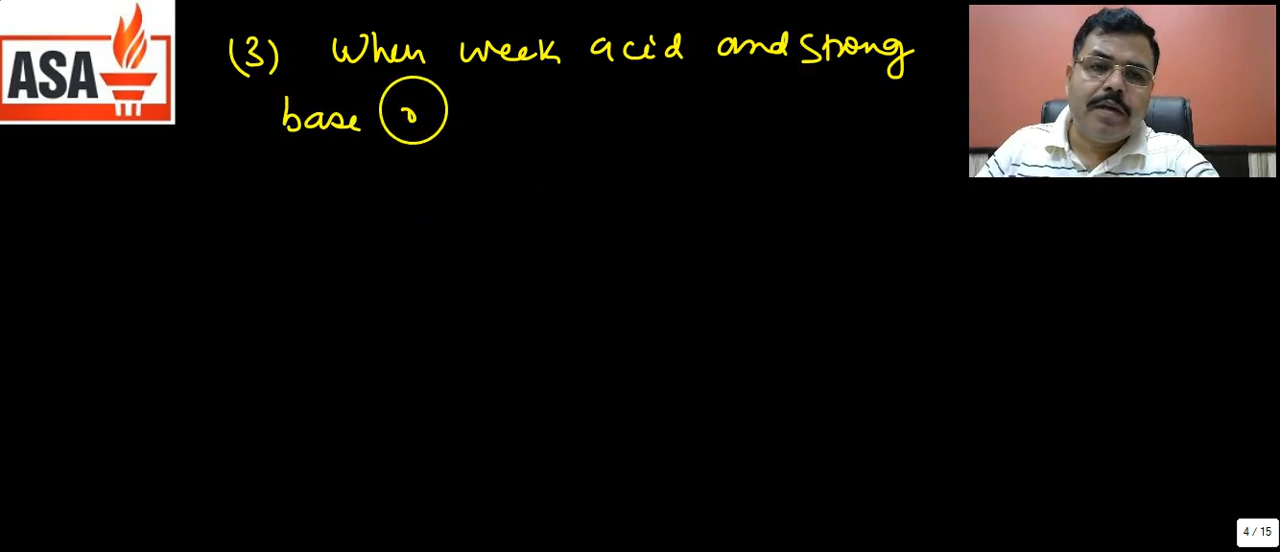 ASA
(3) When week acid and strong
base
4 / 15